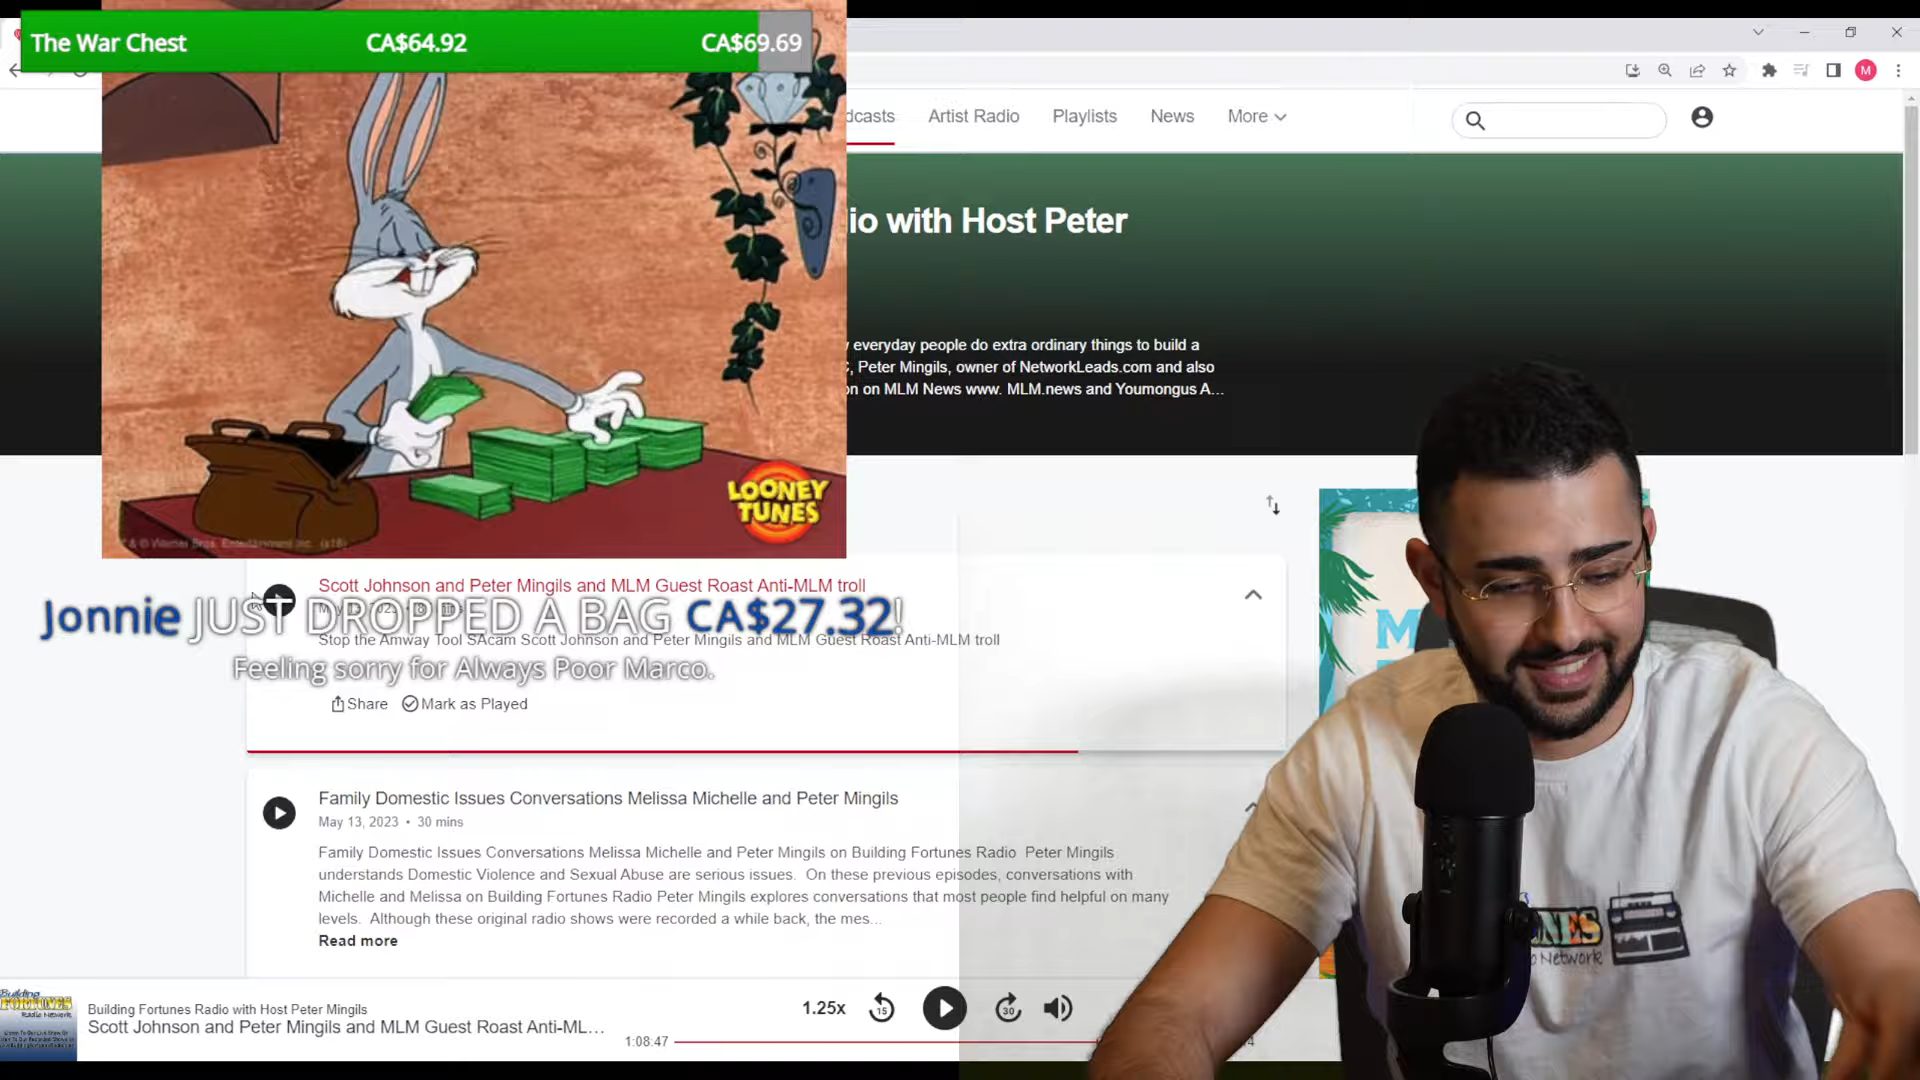 The War Chest CA$64.92 CA$69.69
M
dcasts Artist Radio Playlists News More
io with Host Peter
everyday people do extra ordinary things to build a
C, Peter Mingils, owner of NetworkLeads.com and also
on on MLM News www. MLM.news and Youmongus A...
LOONEY
TUNES
Scott Johnson and Peter Mingils and MLM Guest Roast Anti-MLM troll
Jonnie JUST DROPPED A BAG CA$27.32!
Stop the Amway Tool SAcam Scott Johnson and Peter Mingils and MLM Guest Roast Anti-MLM troll
Feeling sorry for Always Poor Marco.
Share Mark as Played
M
Family Domestic Issues Conversations Melissa Michelle and Peter Mingils
May 13, 2023 • 30 mins
Family Domestic Issues Conversations Melissa Michelle and Peter Mingils on Building Fortunes Radio Peter Mingils
understands Domestic Violence and Sexual Abuse are serious issues. On these previous episodes, conversations with
Michelle and Melissa on Building Fortunes Radio Peter Mingils explores conversations that most people find helpful on many
levels. Although these original radio shows were recorded a while back, the mes...
Read more
NES
o Network
Building
FORTUNES
Radio Network
Building Fortunes Radio with Host Peter Mingils
Scott Johnson and Peter Mingils and MLM Guest Roast Anti-ML...
1.25x 15 30
1:08:47
4